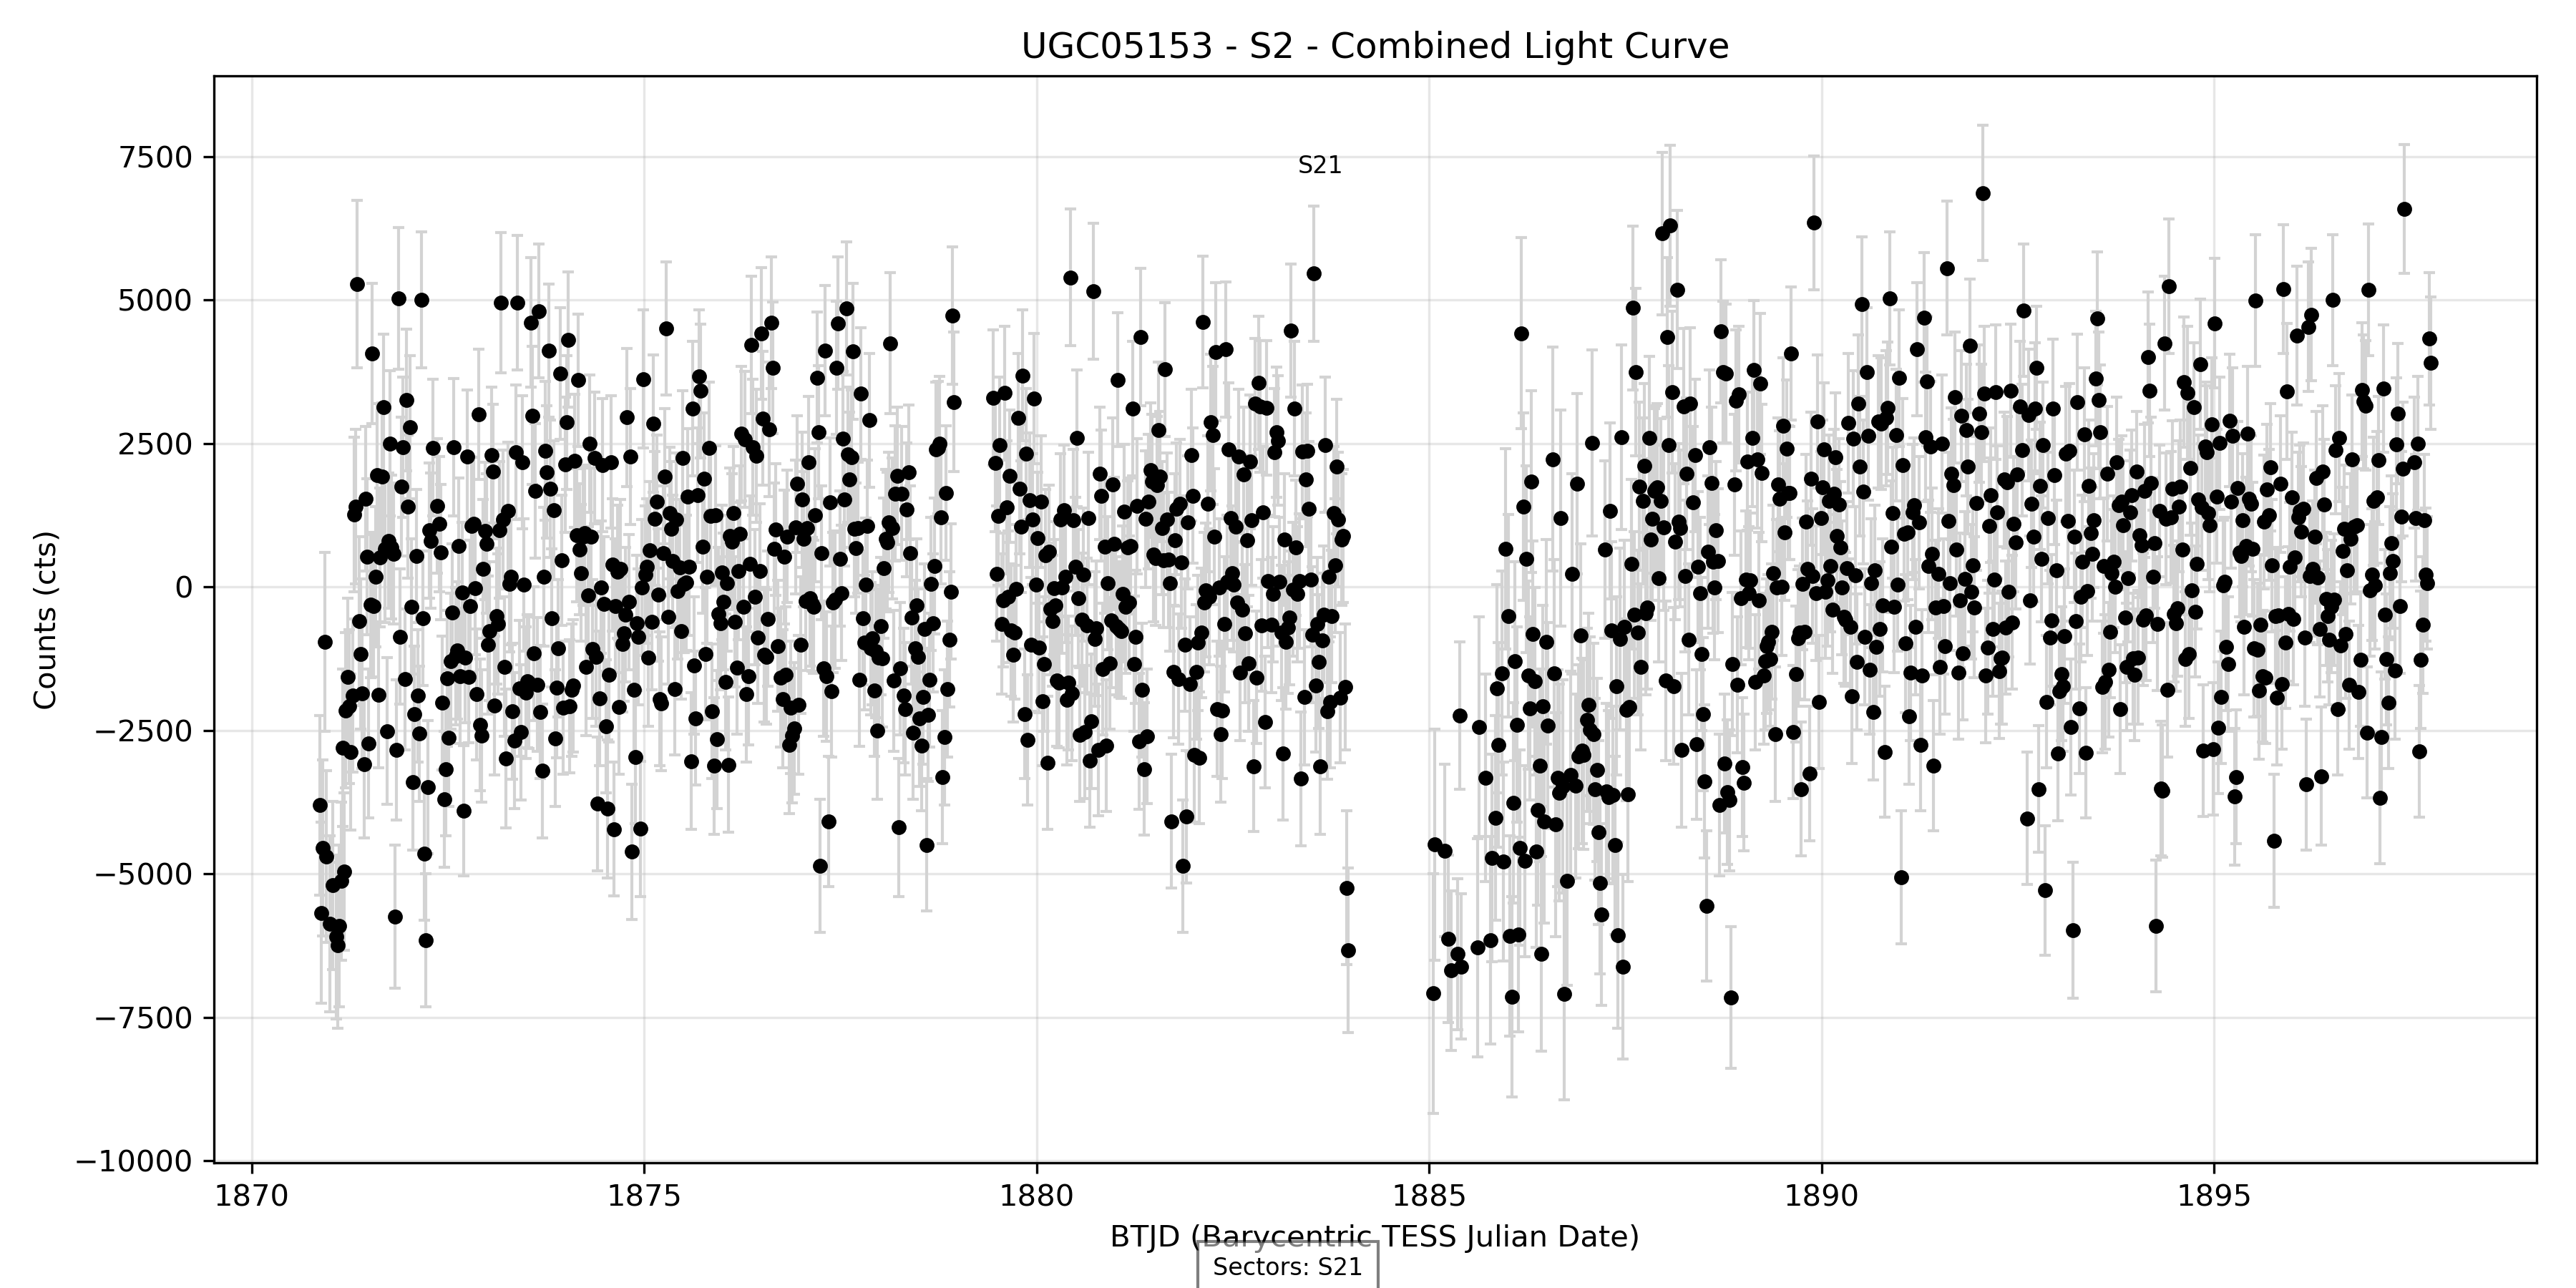 UGC05153 - S2 - Combined Light Curve
S21
Counts (cts)
7500
5000
2500
0
−2500
−5000
−7500
−10000
1870 1875 1880 1885 1890 1895
BTJD (Barycentric TESS Julian Date)
Sectors: S21